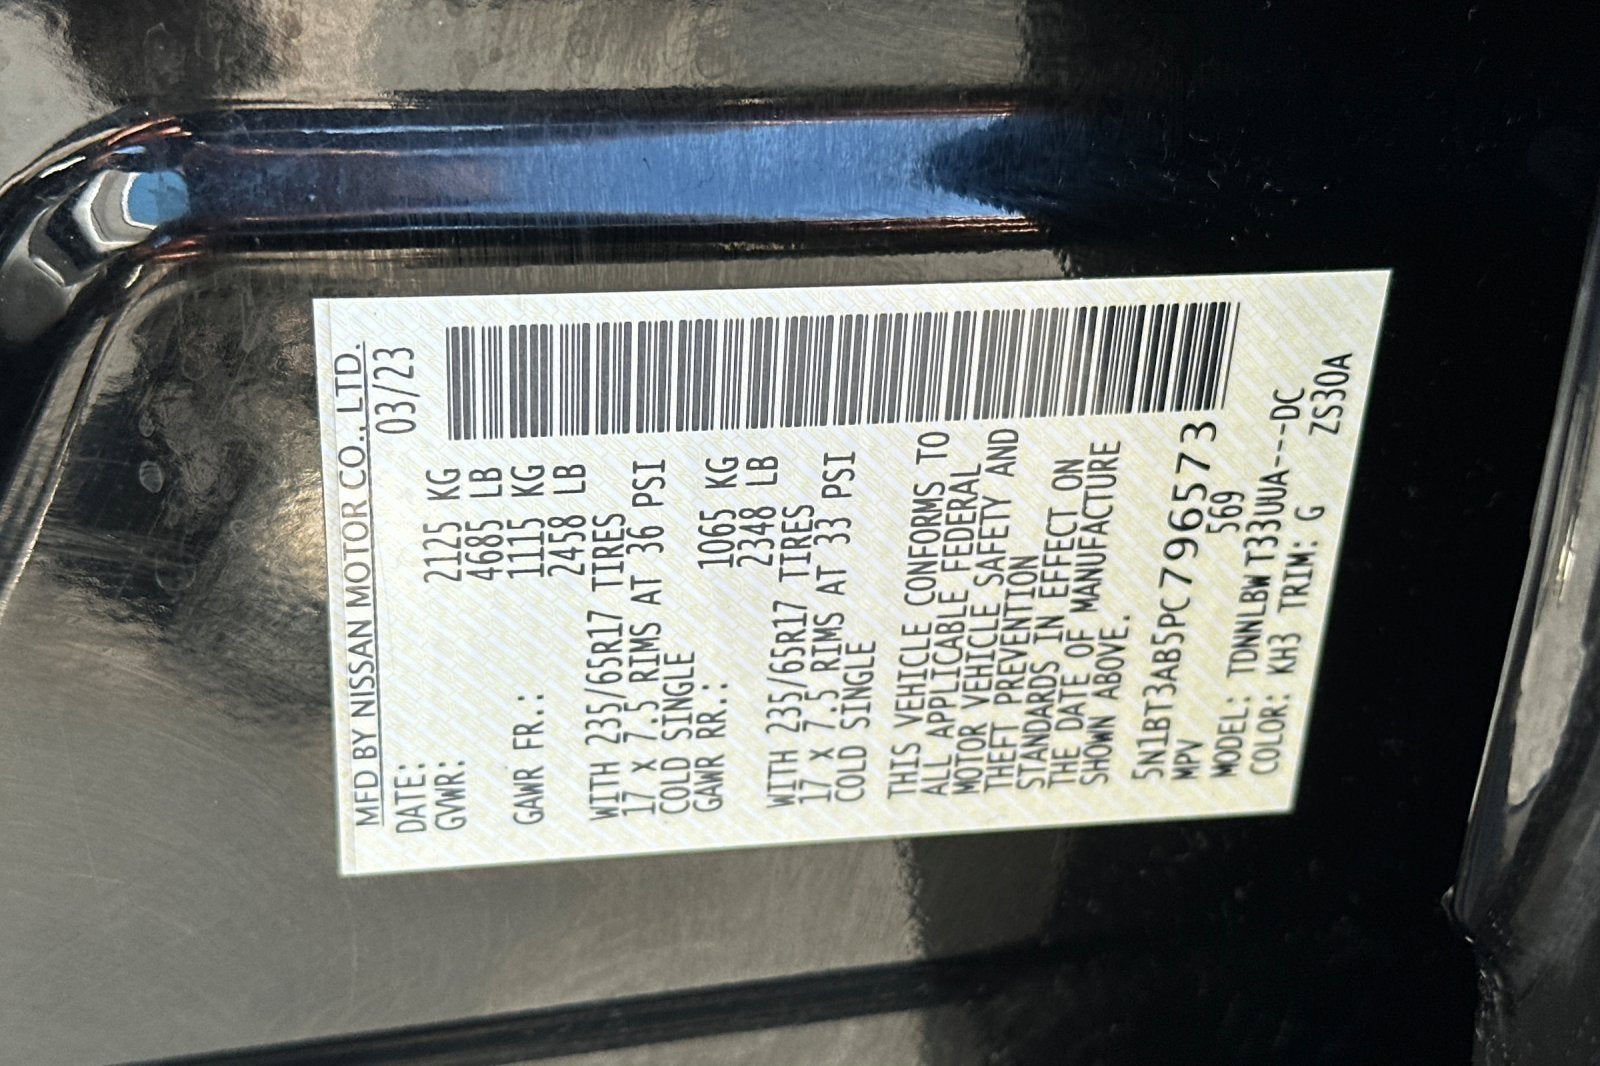 MFD BY NISSAN MOTOR CO., LTD.
DATE: 03/23
GVWR: 2125 KG
4685 LB
GAWR FR.: 1115 KG
2458 LB
WITH 235/65R17 TIRES
17 X 7.5 RIMS AT 36 PSI
COLD SINGLE
GAWR RR.: 1065 KG
2348 LB
WITH 235/65R17 TIRES
17 X 7.5 RIMS AT 33 PSI
COLD SINGLE
THIS VEHICLE CONFORMS TO
ALL APPLICABLE FEDERAL
MOTOR VEHICLE SAFETY AND
THEFT PREVENTION
STANDARDS IN EFFECT ON
THE DATE OF MANUFACTURE
SHOWN ABOVE.
5N1BT3AB5PC796573
MPV 569
MODEL: TDNNLBW T33UUA---DC
COLOR: KH3 TRIM: G ZS30A